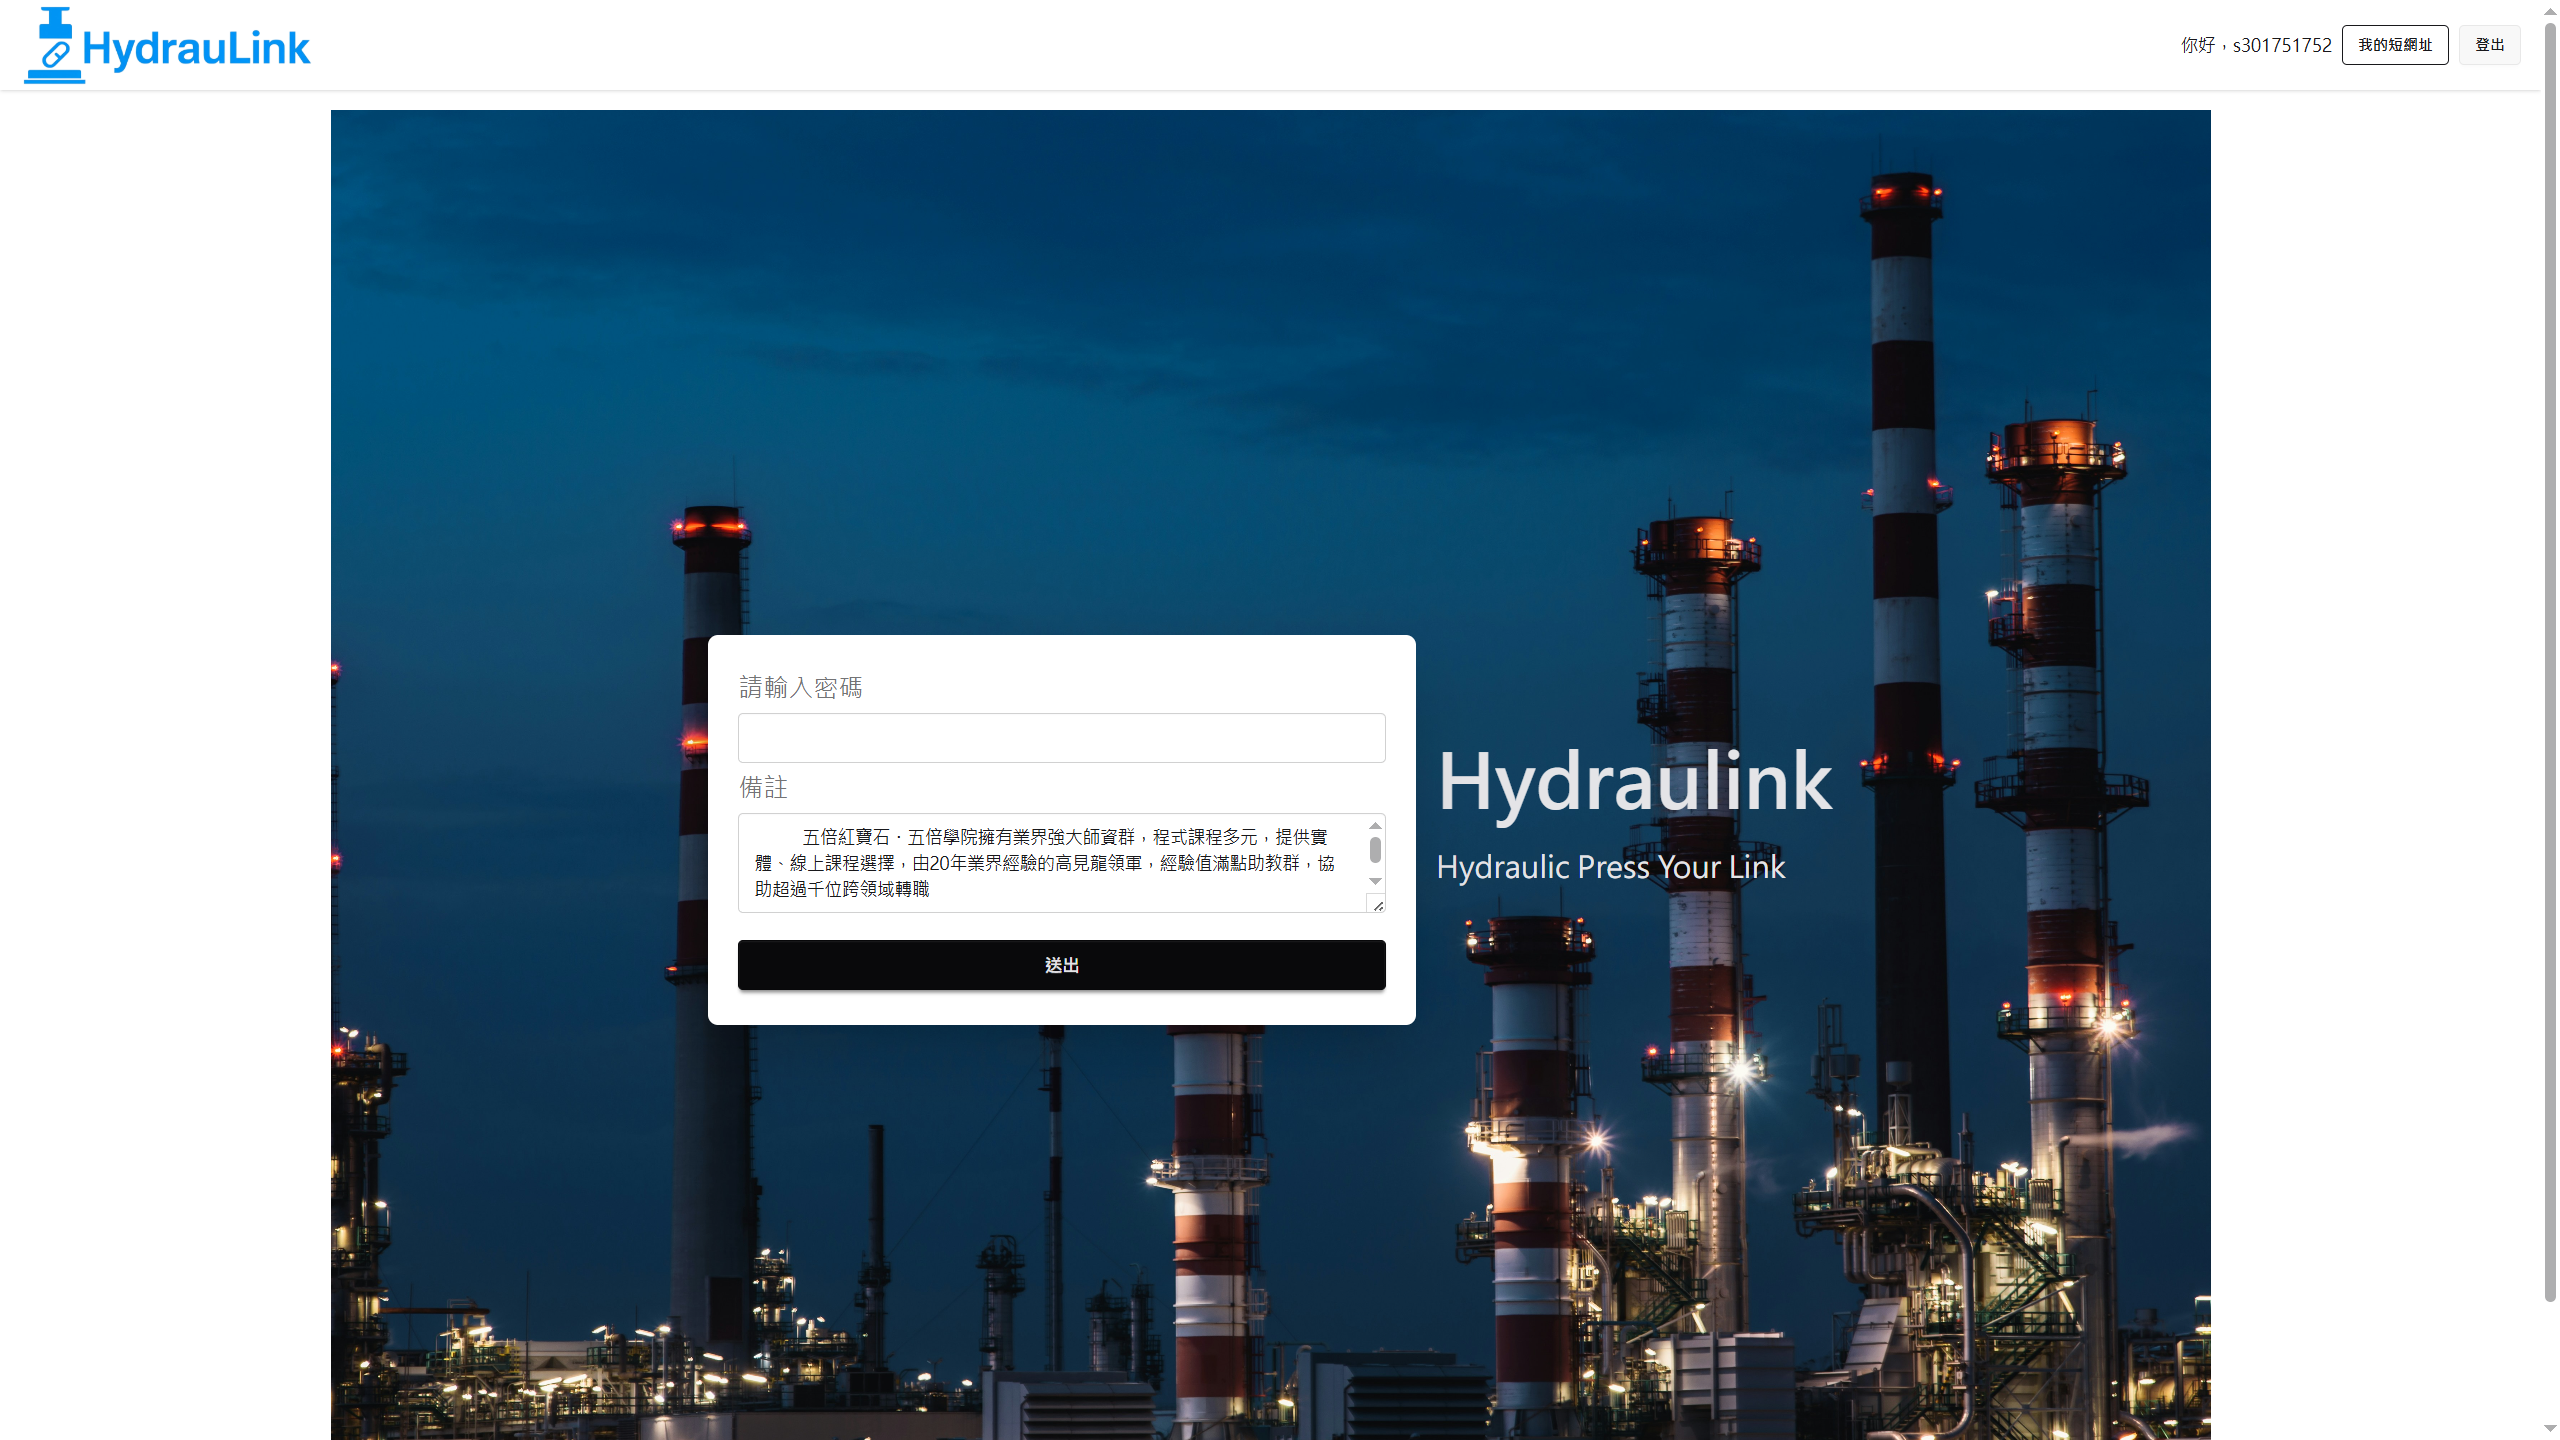 HydrauLink
你好，s301751752
我的短網址
登出
請輸入密碼
備註
五倍紅寶石．五倍學院擁有業界強大師資群，程式課程多元，提供實
體、線上課程選擇，由20年業界經驗的高見龍領軍，經驗值滿點助教群，協
助超過千位跨領域轉職
送出
Hydraulink
Hydraulic Press Your Link